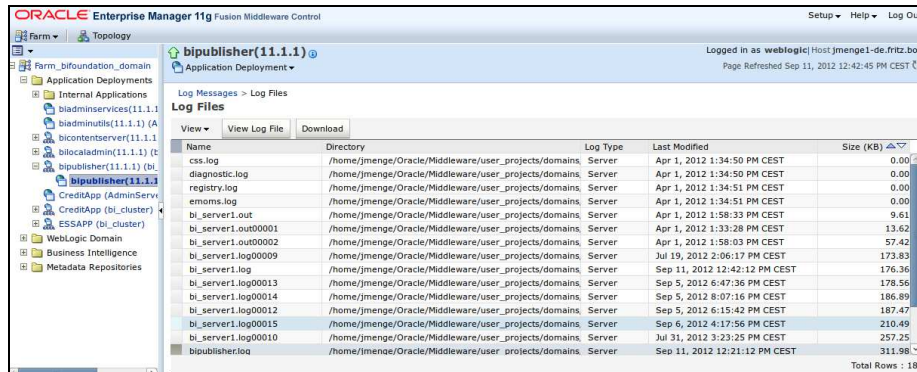 ORACLE Enterprise Manager 11g Fusion Middleware Control
Setup Help Log Ou
Farm Topology
Farm_bifoundation_domain
Application Deployments
Internal Applications
biadminservices(11.1.1
biadminutils(11.1.1) (A
bicontentserver(11.1.1
bilocaladmin(11.1.1) (b
bipublisher(11.1.1) (bi_
bipublisher(11.1.1
CreditApp (AdminServe
CreditApp (bi_cluster)
ESSAPP (bi_cluster)
WebLogic Domain
Business Intelligence
Metadata Repositories
bipublisher(11.1.1)
Application Deployment
Logged in as weblogic|Host jmenge1-de.fritz.bo
Page Refreshed Sep 11, 2012 12:42:45 PM CEST
Log Messages > Log Files
Log Files
View View Log File Download
Name Directory Log Type Last Modified Size (KB)
css.log /home/jmenge/Oracle/Middleware/user_projects/domains, Server Apr 1, 2012 1:34:50 PM CEST 0.00
diagnostic.log /home/jmenge/Oracle/Middleware/user_projects/domains, Server Apr 1, 2012 1:34:50 PM CEST 0.00
registry.log /home/jmenge/Oracle/Middleware/user_projects/domains, Server Apr 1, 2012 1:34:51 PM CEST 0.00
emoms.log /home/jmenge/Oracle/Middleware/user_projects/domains, Server Apr 1, 2012 1:34:51 PM CEST 0.00
bi_server1.out /home/jmenge/Oracle/Middleware/user_projects/domains, Server Apr 1, 2012 1:58:33 PM CEST 9.61
bi_server1.out00001 /home/jmenge/Oracle/Middleware/user_projects/domains, Server Apr 1, 2012 1:33:28 PM CEST 13.62
bi_server1.out00002 /home/jmenge/Oracle/Middleware/user_projects/domains, Server Apr 1, 2012 1:58:03 PM CEST 57.42
bi_server1.log00009 /home/jmenge/Oracle/Middleware/user_projects/domains, Server Jul 19, 2012 2:06:17 PM CEST 173.83
bi_server1.log /home/jmenge/Oracle/Middleware/user_projects/domains, Server Sep 11, 2012 12:42:12 PM CEST 176.36
bi_server1.log00013 /home/jmenge/Oracle/Middleware/user_projects/domains, Server Sep 5, 2012 6:47:36 PM CEST 178.56
bi_server1.log00014 /home/jmenge/Oracle/Middleware/user_projects/domains, Server Sep 5, 2012 8:07:16 PM CEST 186.89
bi_server1.log00012 /home/jmenge/Oracle/Middleware/user_projects/domains, Server Sep 5, 2012 6:15:42 PM CEST 187.47
bi_server1.log00015 /home/jmenge/Oracle/Middleware/user_projects/domains, Server Sep 6, 2012 4:17:56 PM CEST 210.49
bi_server1.log00010 /home/jmenge/Oracle/Middleware/user_projects/domains, Server Jul 31, 2012 3:23:25 PM CEST 257.25
bipublisher.log /home/jmenge/Oracle/Middleware/user_projects/domains, Server Sep 11, 2012 12:21:12 PM CEST 311.98
Total Rows : 18